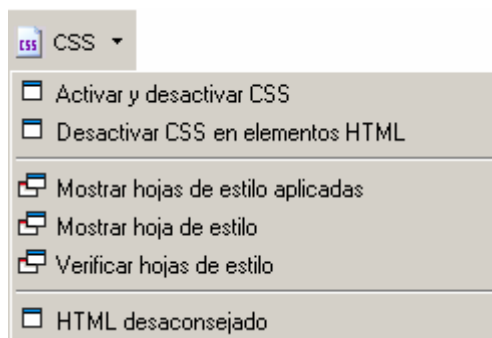 CSS CSS
Activar y desactivar CSS
Desactivar CSS en elementos HTML
Mostrar hojas de estilo aplicadas
Mostrar hoja de estilo
Verificar hojas de estilo
HTML desaconsejado